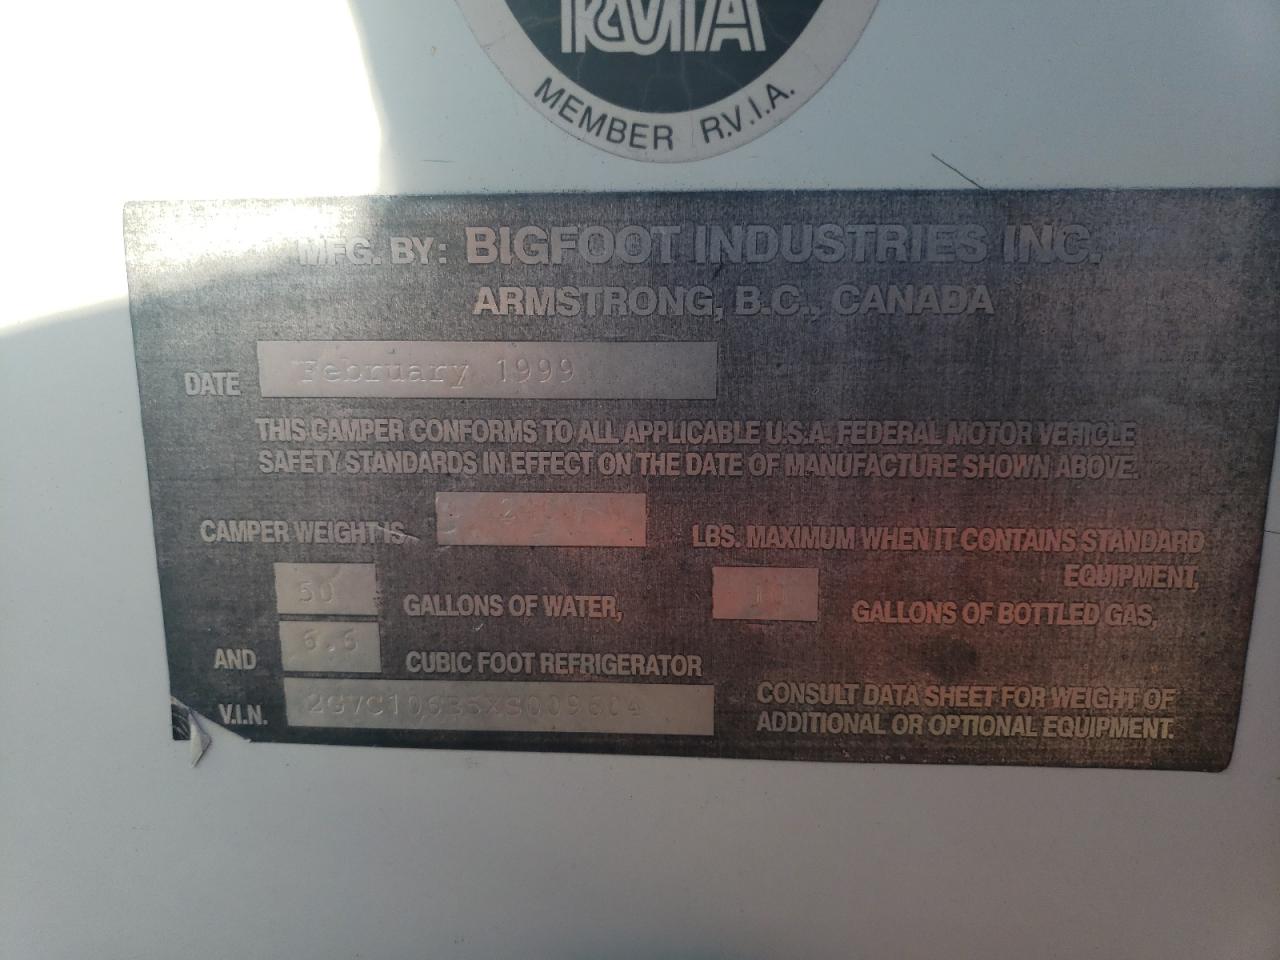 RVIA
MEMBER R.V.I.A.
MFG. BY: BIGFOOT INDUSTRIES INC.
ARMSTRONG, B.C., CANADA
DATE February 1999
THIS CAMPER CONFORMS TO ALL APPLICABLE U.S.A. FEDERAL MOTOR VEHICLE
SAFETY STANDARDS IN EFFECT ON THE DATE OF MANUFACTURE SHOWN ABOVE.
CAMPER WEIGHT IS LBS. MAXIMUM WHEN IT CONTAINS STANDARD
EQUIPMENT,
50 GALLONS OF WATER, GALLONS OF BOTTLED GAS,
AND 6.6 CUBIC FOOT REFRIGERATOR
V.I.N. CONSULT DATA SHEET FOR WEIGHT OF
ADDITIONAL OR OPTIONAL EQUIPMENT.